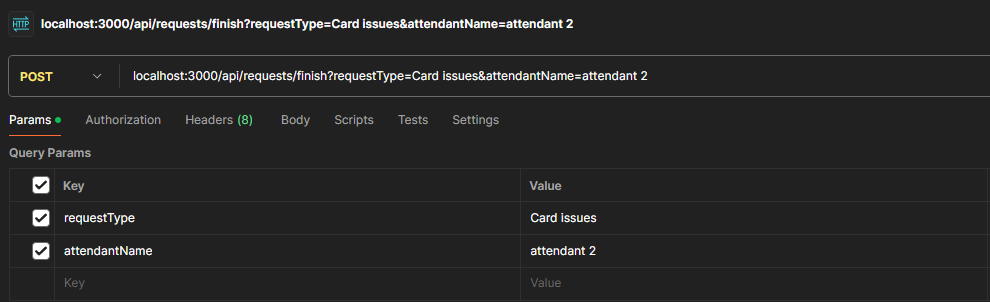 HTTP localhost:3000/api/requests/finish?requestType=Card issues&attendantName=attendant 2
POST localhost:3000/api/requests/finish?requestType=Card issues&attendantName=attendant 2
Params Authorization Headers (8) Body Scripts Tests Settings
Query Params
Key Value
requestType Card issues
attendantName attendant 2
Key Value